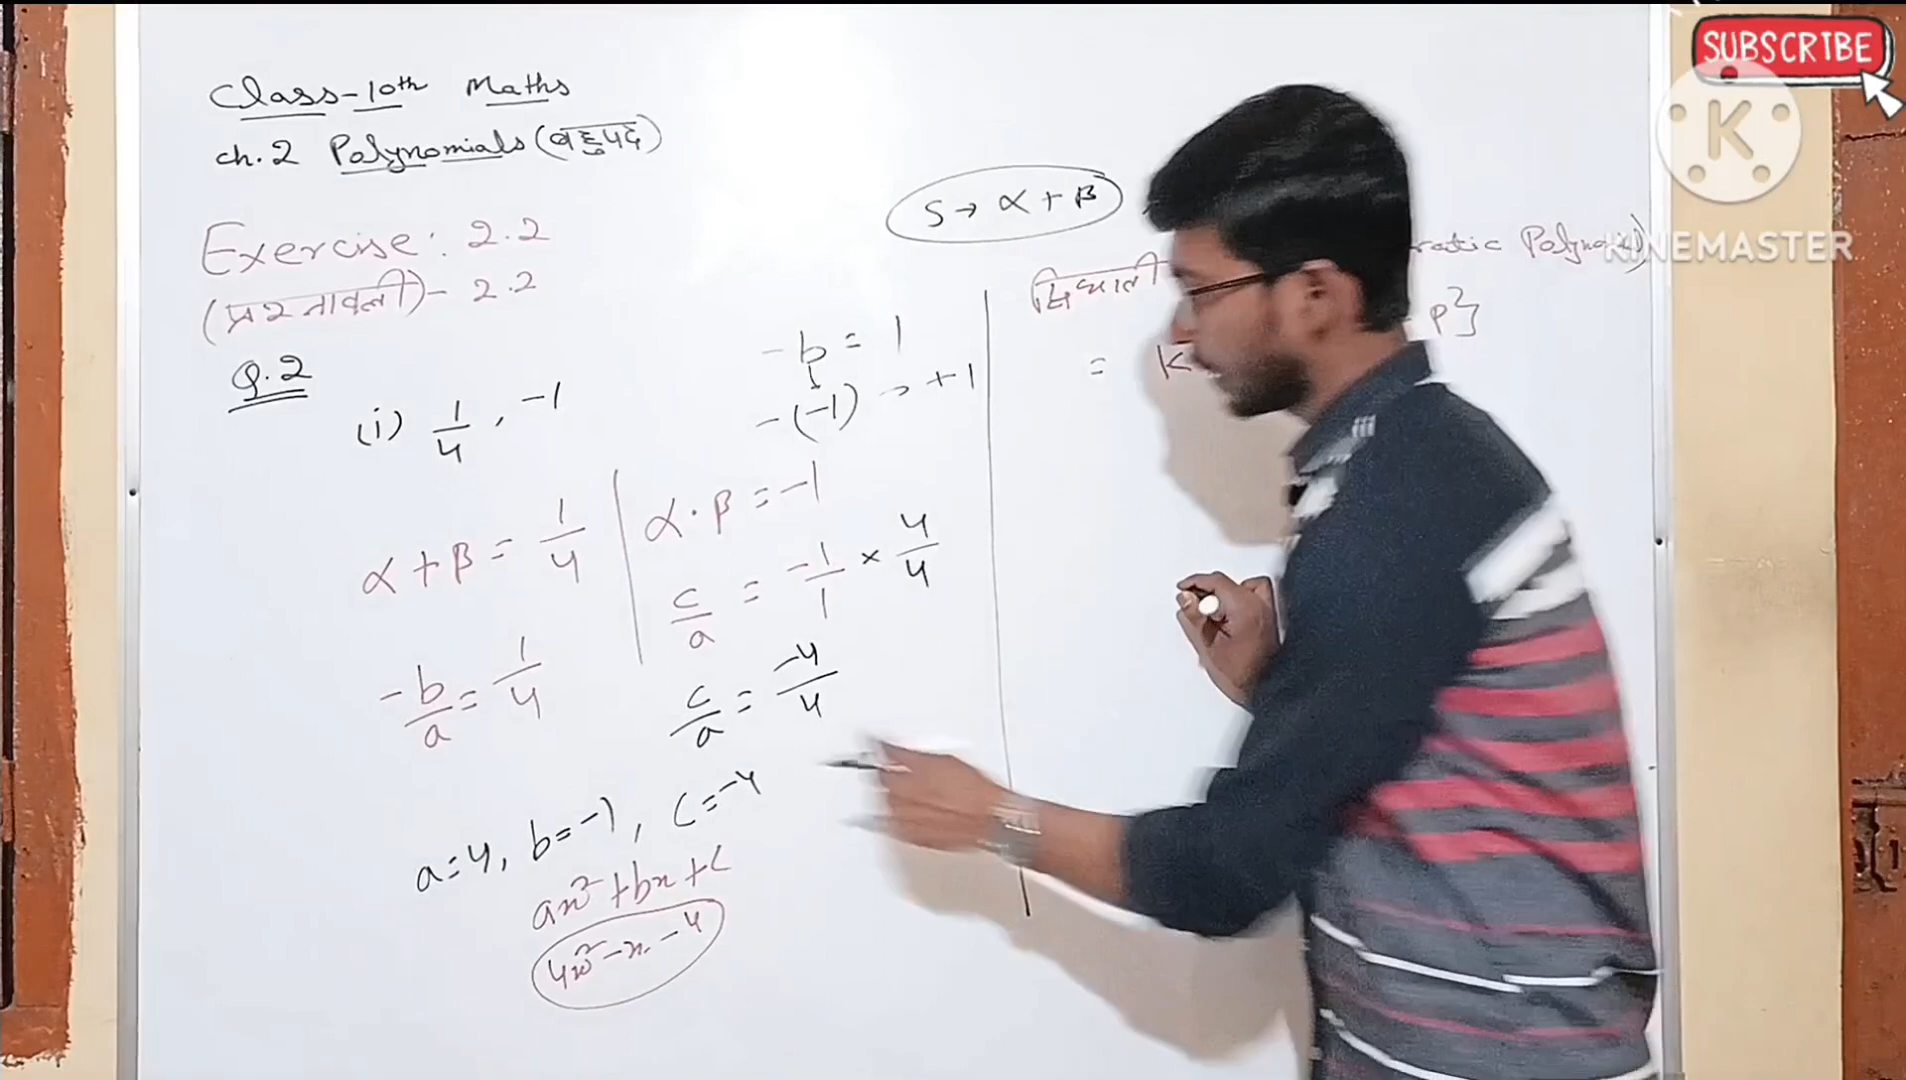 Class-10th Maths
ch.2 Polynomials (बहुपद)
Exercise: 2.2
(प्रश्नावली)- 2.2
Q.2
(i) 1/4, -1
α+β = 1/4
-b/a = 1/4
-b = 1
-(-1) → +1
α·β = -1
c/a = -1/1 × 4/4
c/a = -4/4
a=4, b=-1, c=-4
ax²+bx+c
4x²-x-4
S → α+β
द्विघाती
Polynomial)
= K
P}
SUBSCRIBE
K
KINEMASTER